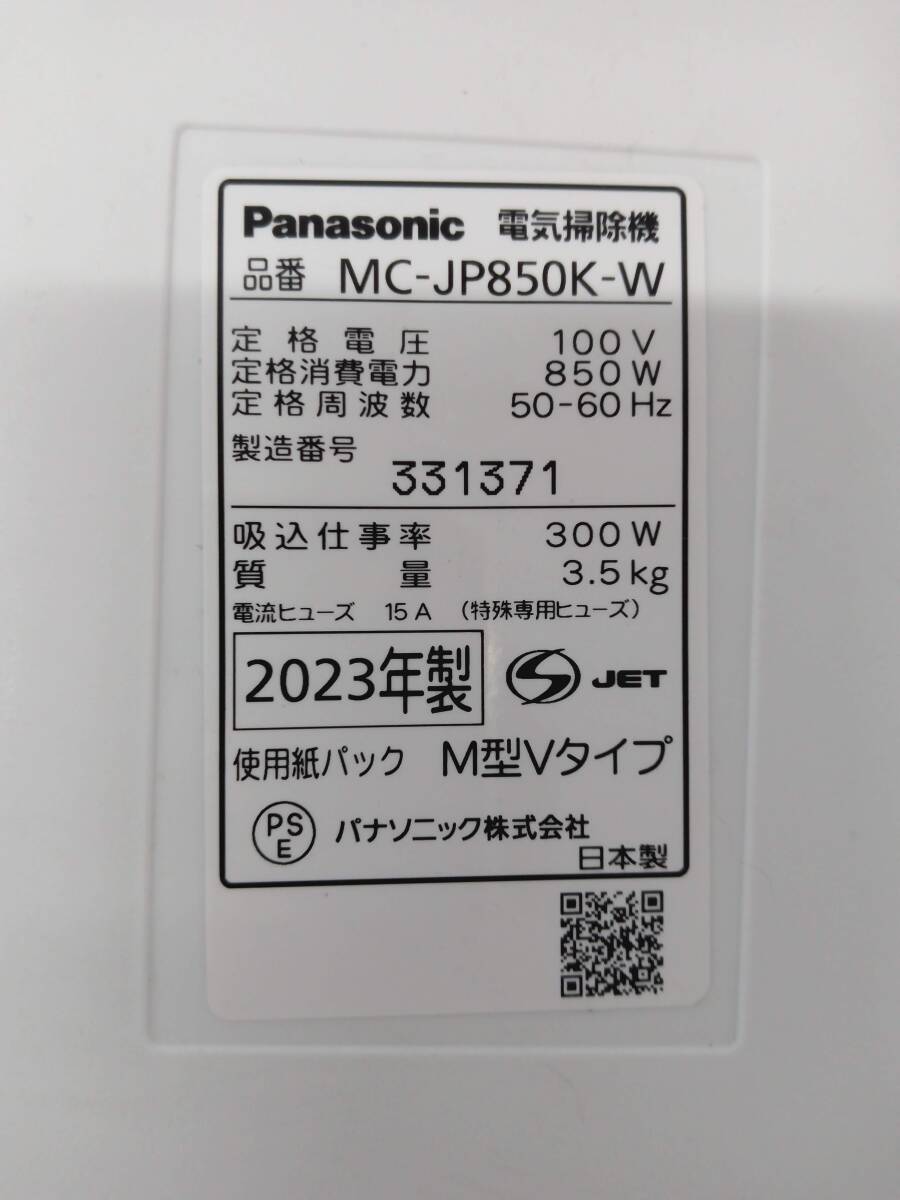 Panasonic 電気掃除機
品番 MC-JP850K-W
定格電圧 100V
定格消費電力 850W
定格周波数 50-60Hz
製造番号
331371
吸込仕事率 300W
質量 3.5kg
電流ヒューズ 15A (特殊専用ヒューズ)
2023年製 S JET
使用紙パック M型Vタイプ
PS
E
パナソニック株式会社
日本製